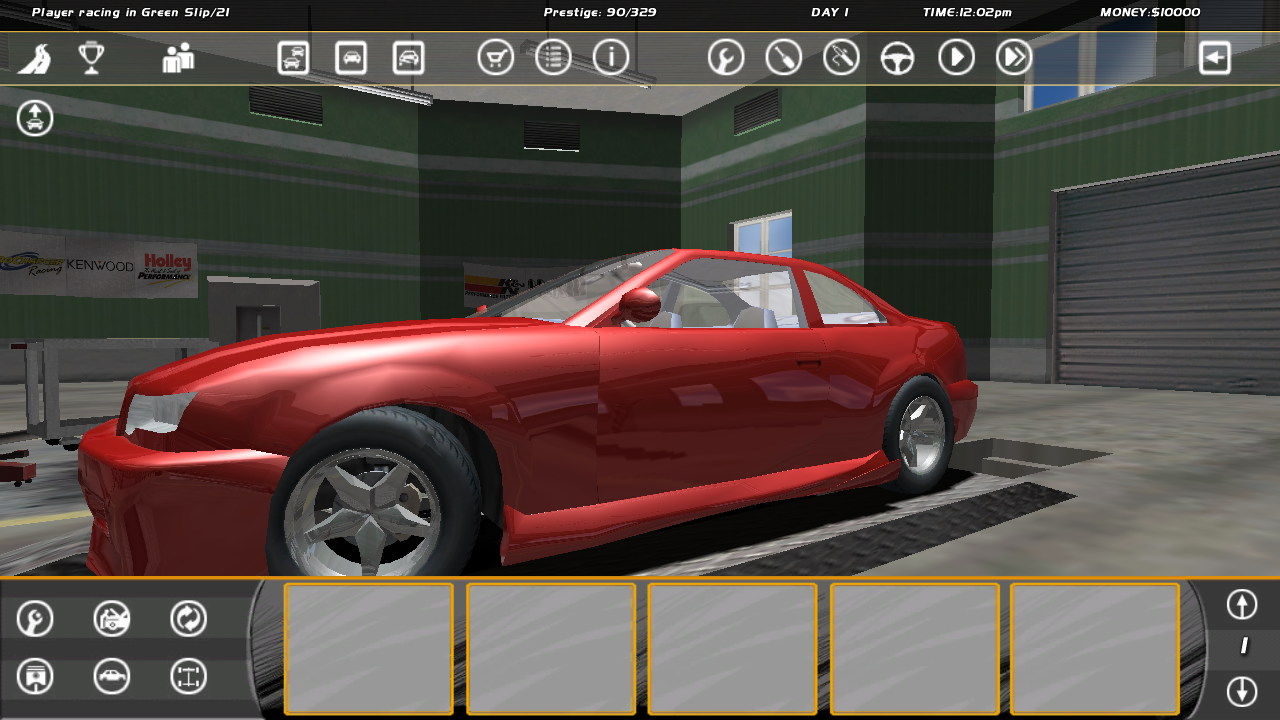 Player racing in Green Slip/21 Prestige: 90/329 DAY 1 TIME:12:02pm MONEY:$10000
KENWOOD
Holley
PERFORMANCE
Racing
K&N
1